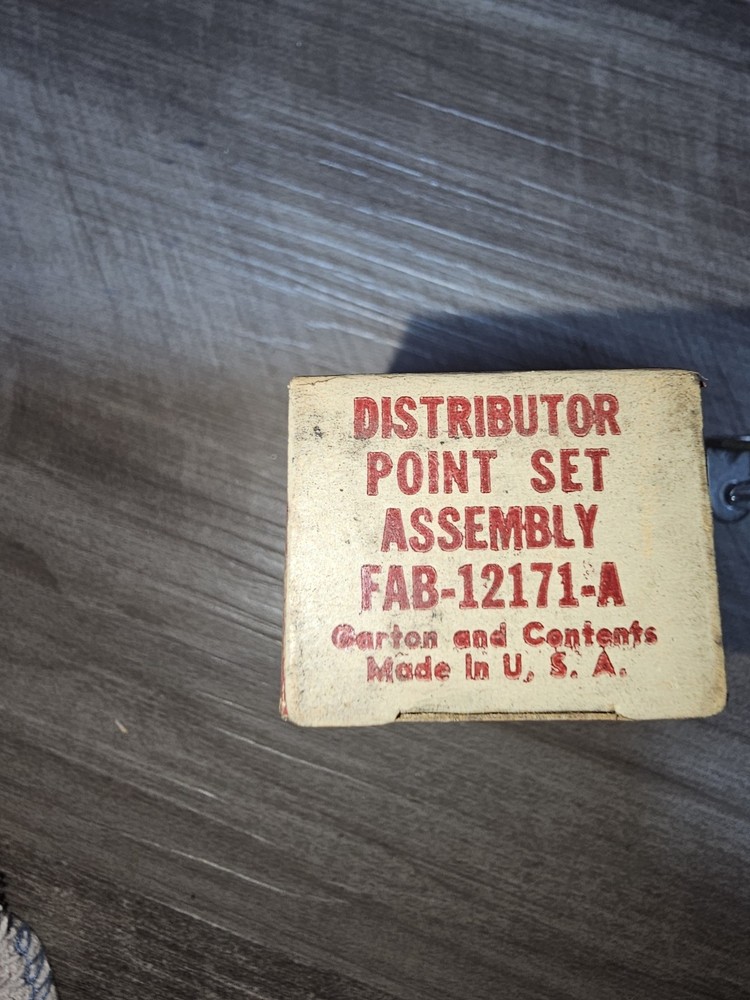 DISTRIBUTOR
POINT SET
ASSEMBLY
FAB-12171-A
Carton and Contents
Made in U. S. A.